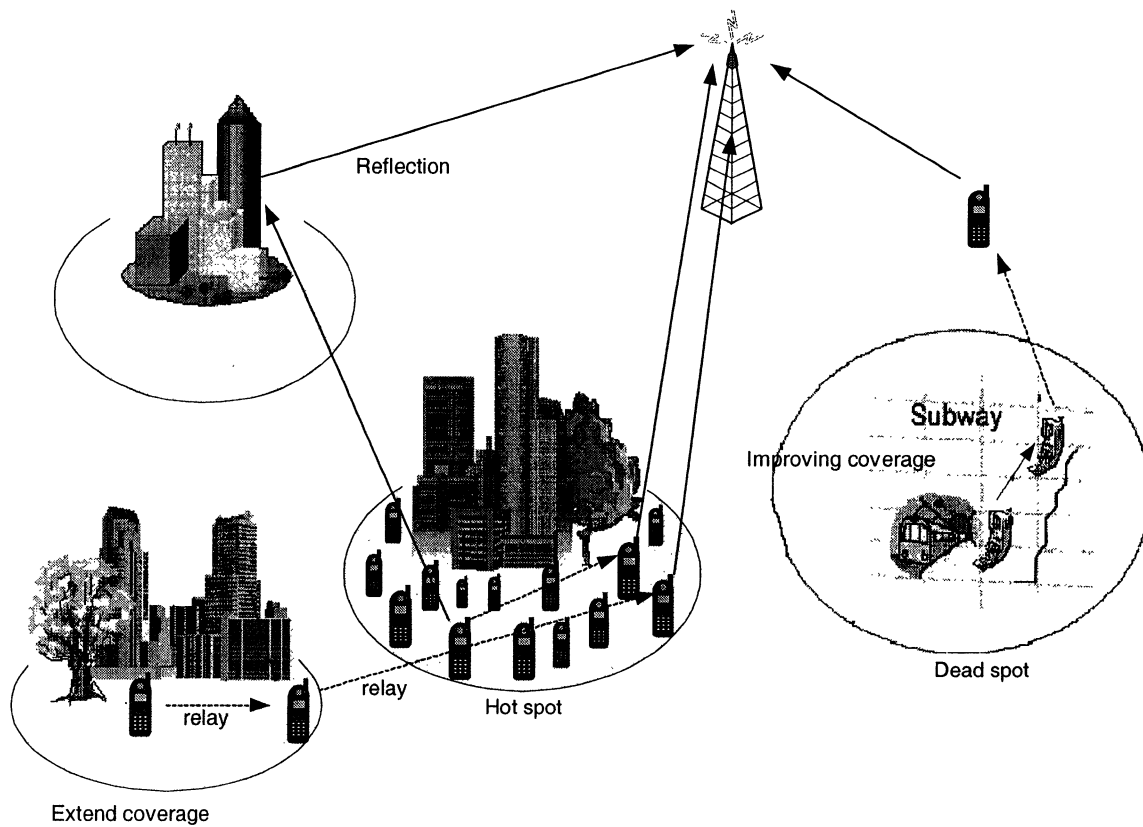 Reflection
Subway
Improving coverage
Dead spot
relay
Hot spot
relay
Extend coverage